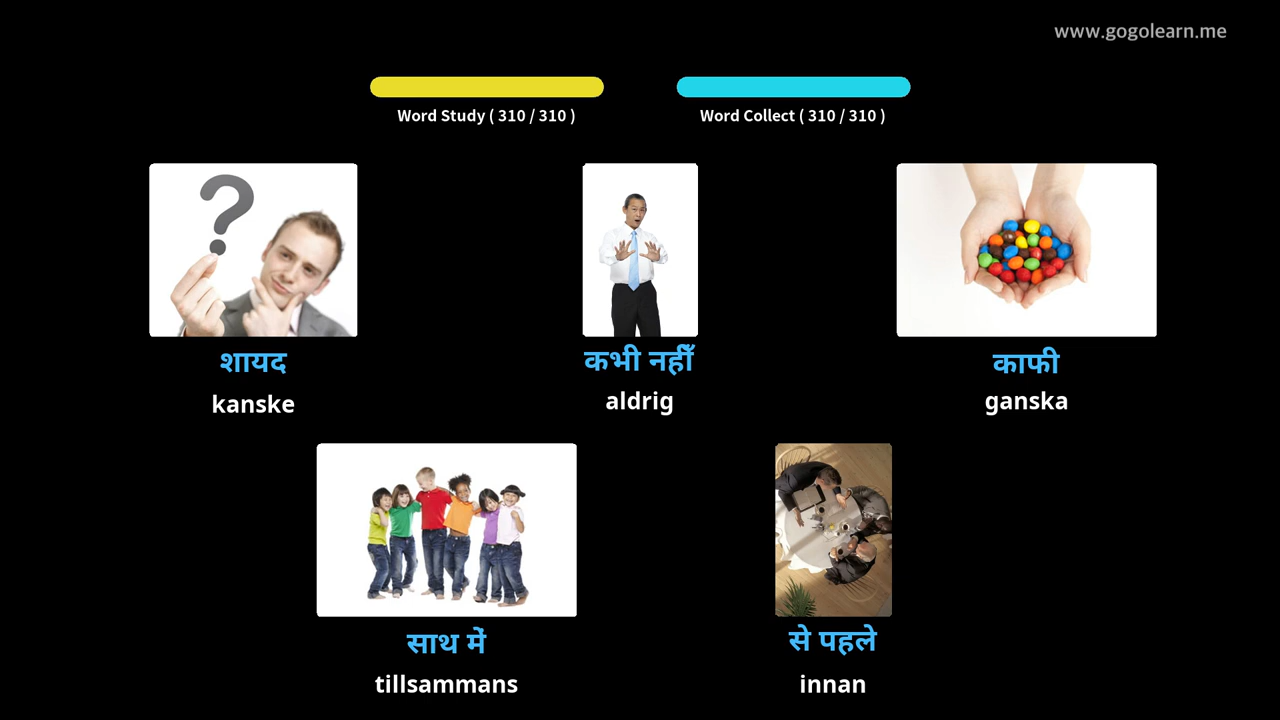 www.gogolearn.me
Word Study ( 310 / 310 )
Word Collect ( 310 / 310 )
शायद
kanske
कभी नहीँ
aldrig
काफी
ganska
साथ में
tillsammans
से पहले
innan